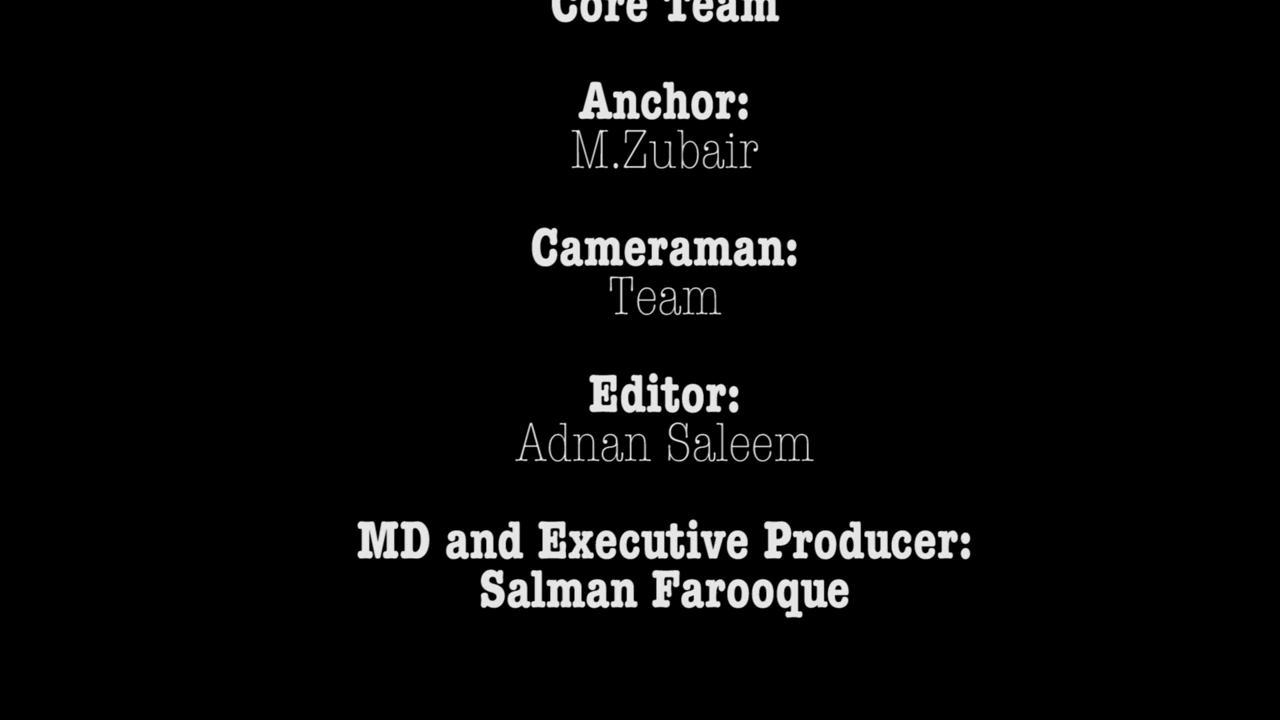 Core Team
Anchor:
M.Zubair
Cameraman:
Team
Editor:
Adnan Saleem
MD and Executive Producer:
Salman Farooque